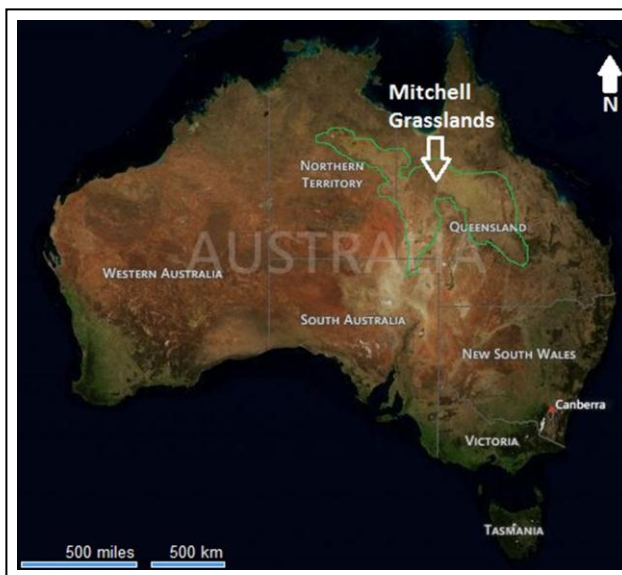 Mitchell
Grasslands
N
NORTHERN
TERRITORY
QUEENSLAND
AUSTRALIA
WESTERN AUSTRALIA
SOUTH AUSTRALIA
NEW SOUTH WALES
Canberra
VICTORIA
TASMANIA
500 miles
500 km